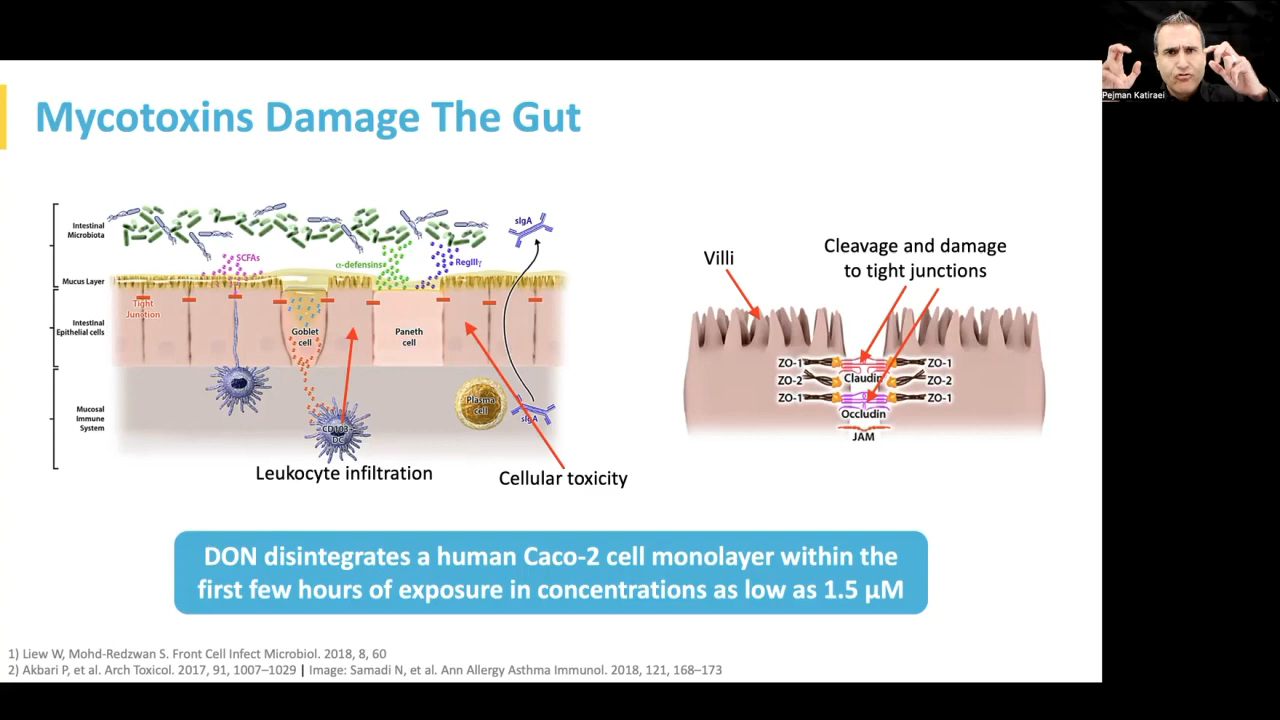 Pejman Katiraei
Mycotoxins Damage The Gut
Intestinal
Microbiota
sIgA
SCFAs
α-defensins
RegIIIγ
Mucus Layer
Tight
Junction
Intestinal
Epithelial cells
Goblet
cell
Paneth
cell
Mucosal
Immune
System
CD103
DC
Plasma
cell
sIgA
Leukocyte infiltration
Cellular toxicity
Villi
Cleavage and damage
to tight junctions
ZO-1
ZO-1
Claudin
ZO-2
ZO-2
ZO-1
ZO-1
Occludin
JAM
DON disintegrates a human Caco-2 cell monolayer within the
first few hours of exposure in concentrations as low as 1.5 μM
1) Liew W, Mohd-Redzwan S. Front Cell Infect Microbiol. 2018, 8, 60
2) Akbari P, et al. Arch Toxicol. 2017, 91, 1007–1029 | Image: Samadi N, et al. Ann Allergy Asthma Immunol. 2018, 121, 168–173